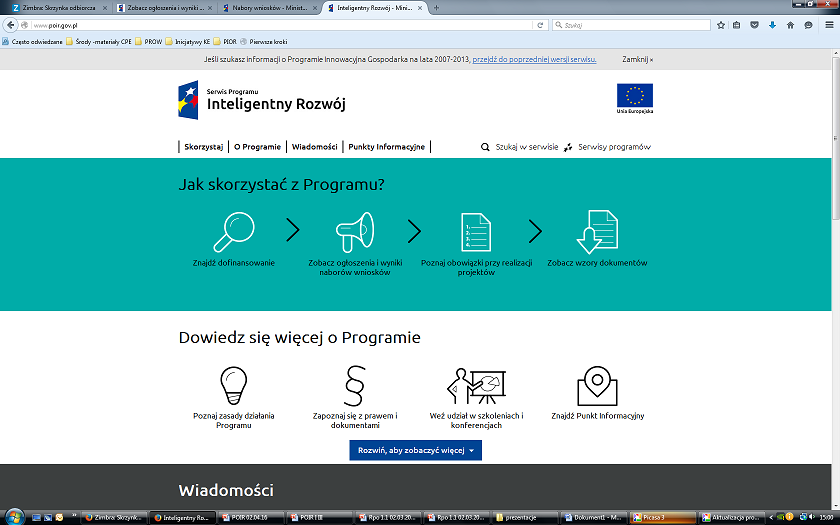 Zimbra: Skrzynka odbiorcza
Zobacz ogłoszenia i wyniki ...
Nabory wniosków - Minist...
Inteligentny Rozwój - Mini...
www.poir.gov.pl
Szukaj
Często odwiedzane
Środy -materiały CPE
PROW
Inicjatywy KE
PIOR
Pierwsze kroki
Jeśli szukasz Informacji o Programie Innowacyjna Gospodarka na lata 2007-2013, przejdź do poprzedniej wersji serwisu.
Zamknij ×
Serwis Programu
Inteligentny Rozwój
Unia Europejska
Skorzystaj
O Programie
Wiadomości
Punkty Informacyjne
Szukaj w serwisie
Serwisy programów
Jak skorzystać z Programu?
Znajdź dofinansowanie
Zobacz ogłoszenia i wyniki
naborów wniosków
Poznaj obowiązki przy realizacji
projektów
Zobacz wzory dokumentów
Dowiedz się więcej o Programie
Poznaj zasady działania
Programu
Zapoznaj się z prawem i
dokumentami
Weź udział w szkoleniach i
konferencjach
Znajdź Punkt Informacyjny
Rozwiń, aby zobaczyć więcej
Wiadomości
Zimbra: Skrzynk...
Inteligentny Ro...
POIR 02.04.16
POIR I III
Rpo 1.1 02.03.20...
Rpo 1.1 02.03.20...
prezentacje
Dokument1 - M...
Picasa 3
Aktualizacja pro...